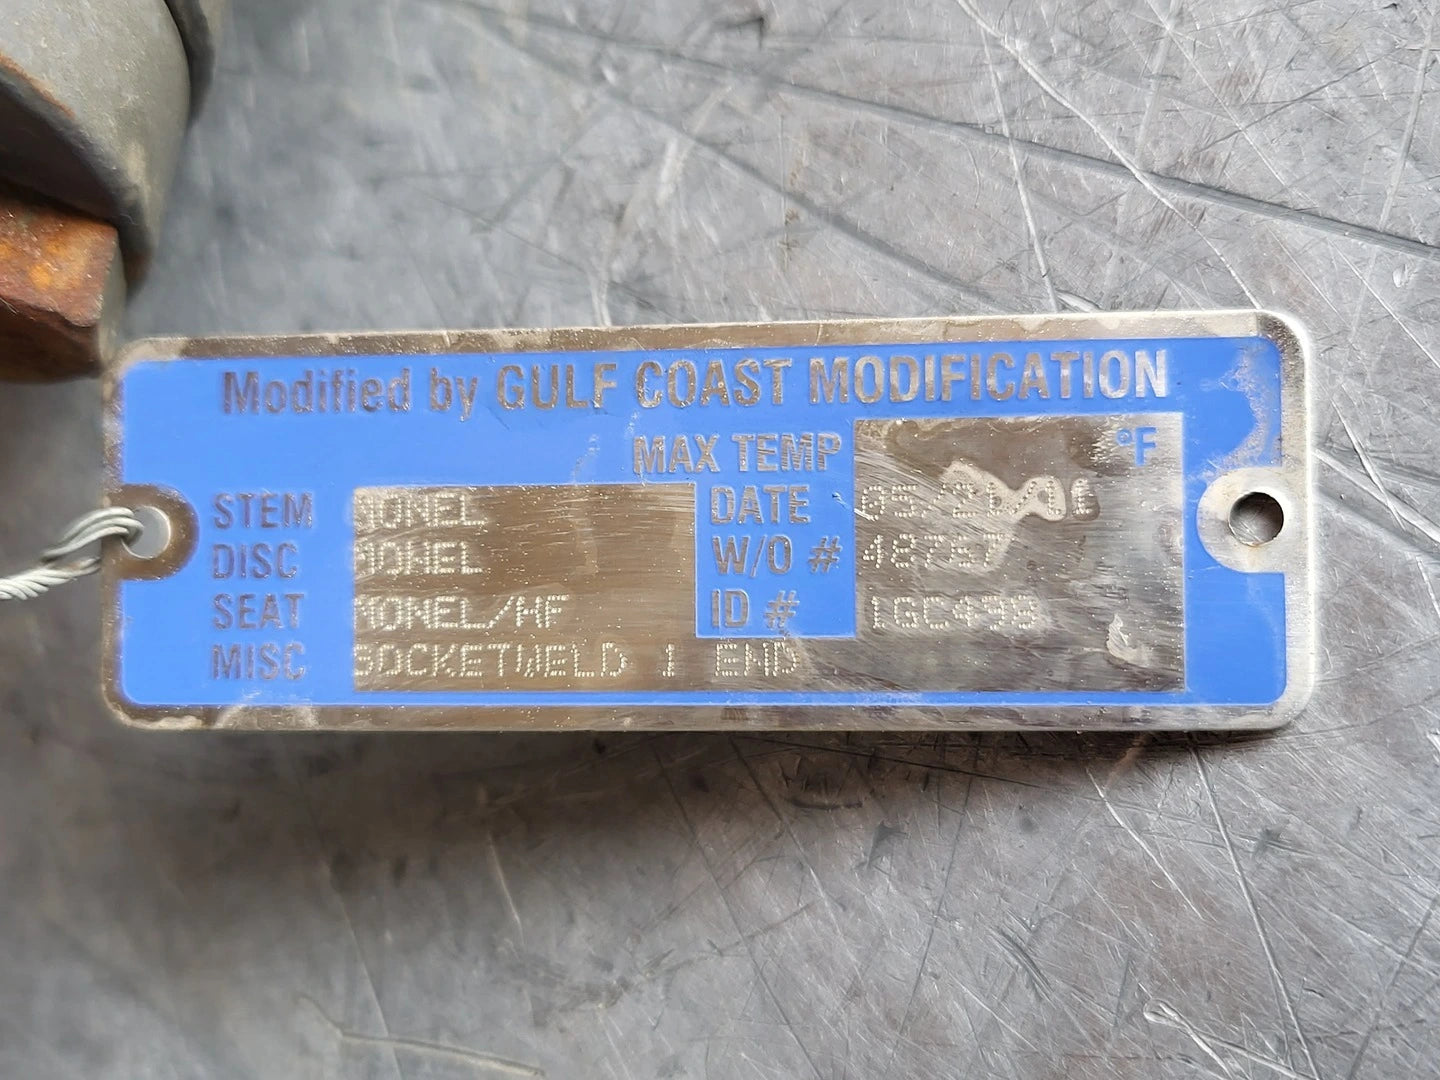 Modified by GULF COAST MODIFICATION
MAX TEMP °F
STEM MONEL DATE
DISC MONEL W/O # 48767
SEAT MONEL/HF ID #
MISC SOCKETWELD 1 END